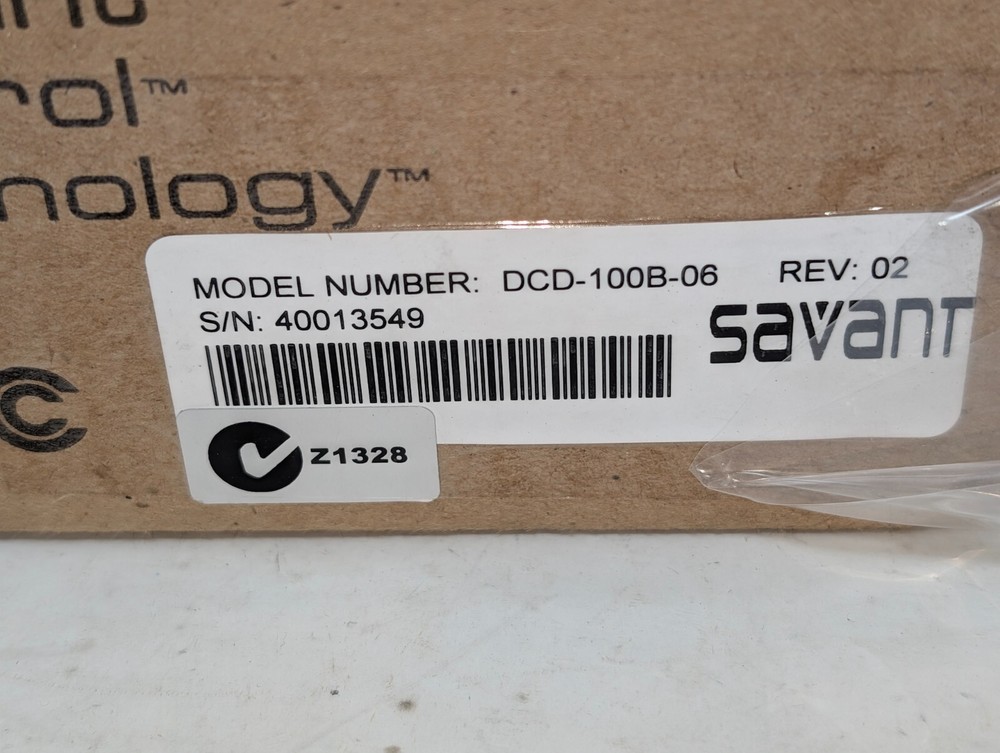 rol™
nology™
MODEL NUMBER: DCD-100B-06 REV: 02
S/N: 40013549
savant
Z1328